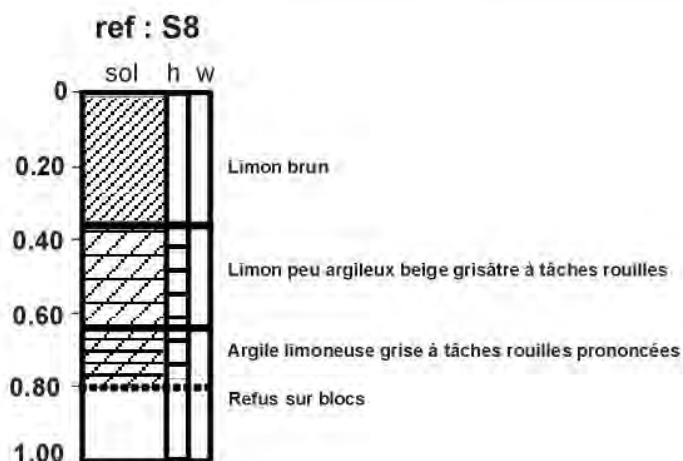 ref : S8
sol h w
0
0.20
Limon brun
0.40
Limon peu argileux beige grisâtre à tâches rouilles
0.60
Argile limoneuse grise à tâches rouilles prononcées
0.80
Refus sur blocs
1.00